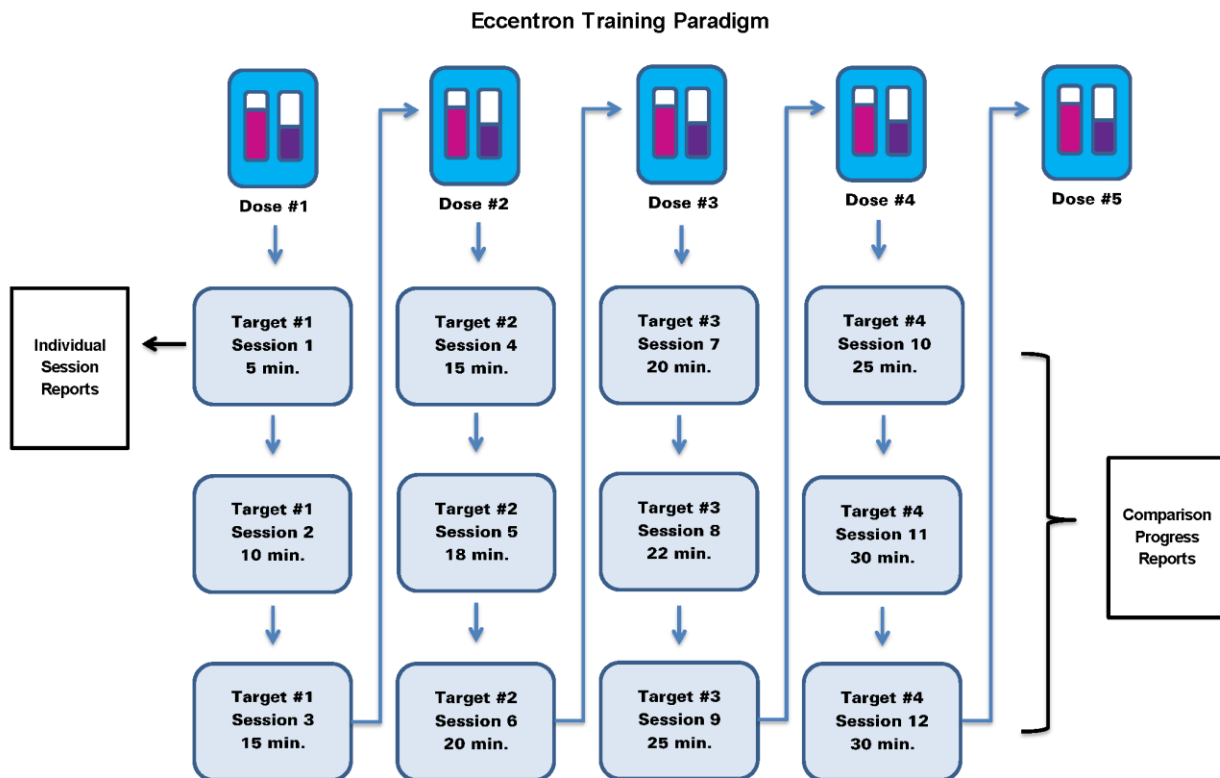 Eccentron Training Paradigm
Dose #1
Dose #2
Dose #3
Dose #4
Dose #5
Individual
Session
Reports
Target #1
Session 1
5 min.
Target #2
Session 4
15 min.
Target #3
Session 7
20 min.
Target #4
Session 10
25 min.
Target #1
Session 2
10 min.
Target #2
Session 5
18 min.
Target #3
Session 8
22 min.
Target #4
Session 11
30 min.
Comparison
Progress
Reports
Target #1
Session 3
15 min.
Target #2
Session 6
20 min.
Target #3
Session 9
25 min.
Target #4
Session 12
30 min.